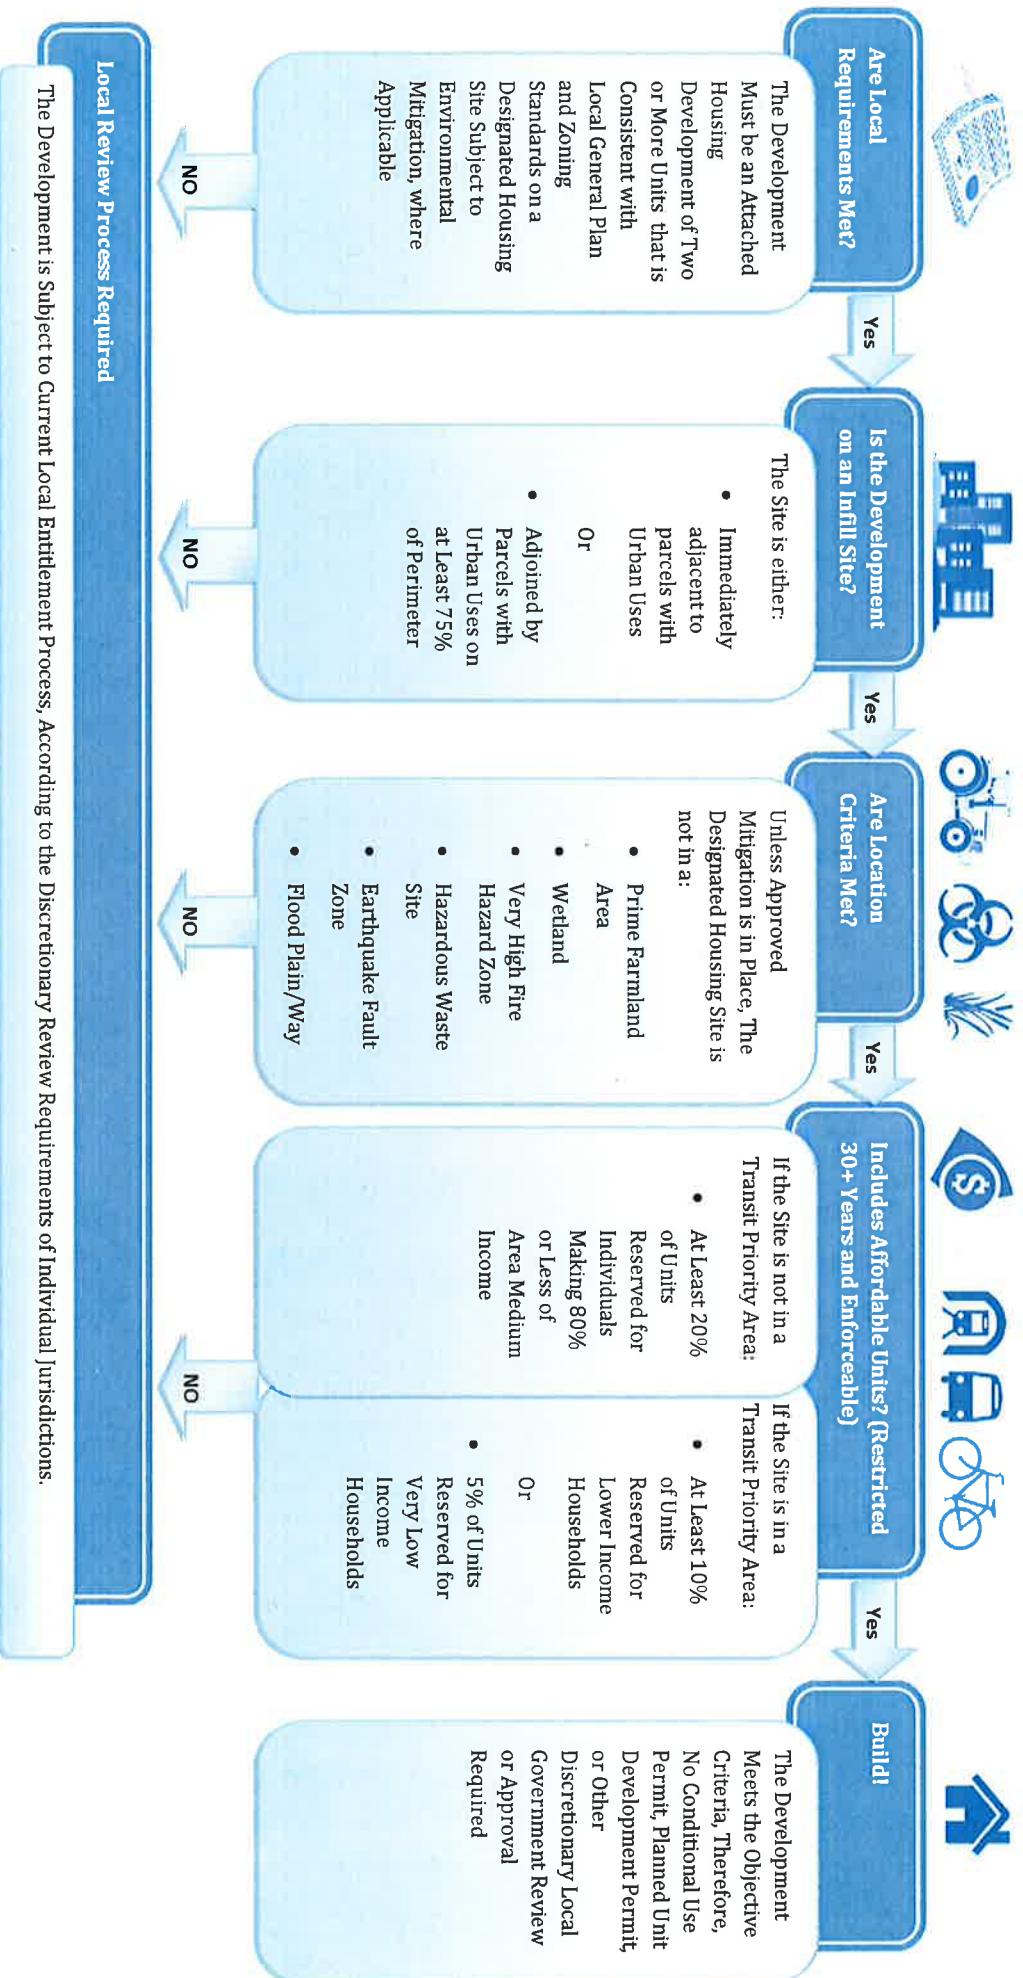 Are Local
Requirements Met?
The Development
Must be an Attached
Housing
Development of Two
or More Units that is
Consistent with
Local General Plan
and Zoning
Standards on a
Designated Housing
Site Subject to
Environmental
Mitigation, where
Applicable
NO
Yes
Is the Development
on an Infill Site?
The Site is either:
• Immediately
adjacent to
parcels with
Urban Uses
Or
• Adjoined by
Parcels with
Urban Uses on
at Least 75%
of Perimeter
NO
Yes
Are Location
Criteria Met?
Unless Approved
Mitigation is in Place, The
Designated Housing Site is
not in a:
• Prime Farmland
Area
• Wetland
• Very High Fire
Hazard Zone
• Hazardous Waste
Site
• Earthquake Fault
Zone
• Flood Plain/Way
NO
Yes
$
Includes Affordable Units? (Restricted
30+ Years and Enforceable)
If the Site is not in a
Transit Priority Area:
• At Least 20%
of Units
Reserved for
Individuals
Making 80%
or Less of
Area Medium
Income
If the Site is in a
Transit Priority Area:
• At Least 10%
of Units
Reserved for
Lower Income
Households
Or
• 5% of Units
Reserved for
Very Low
Income
Households
NO
Yes
Build!
The Development
Meets the Objective
Criteria, Therefore,
No Conditional Use
Permit, Planned Unit
Development Permit,
or Other
Discretionary Local
Government Review
or Approval
Required
Local Review Process Required
The Development is Subject to Current Local Entitlement Process, According to the Discretionary Review Requirements of Individual Jurisdictions.